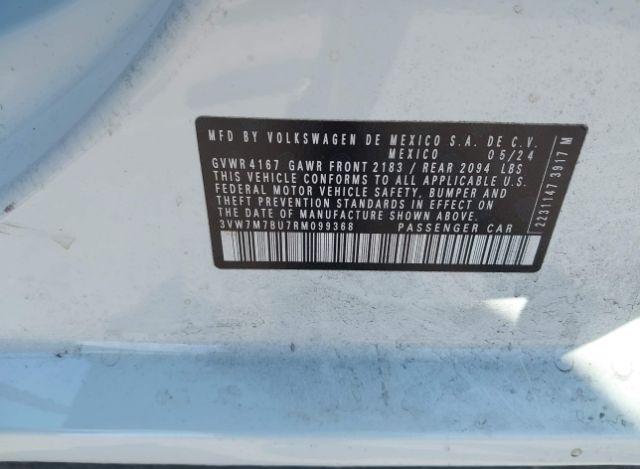 MFD BY VOLKSWAGEN DE MEXICO S.A. DE C.V.
MEXICO 05/24
GVWR 4167 GAWR FRONT 2183 / REAR 2094 LBS
THIS VEHICLE CONFORMS TO ALL APPLICABLE U.S.
FEDERAL MOTOR VEHICLE SAFETY, BUMPER AND
THEFT PREVENTION STANDARDS IN EFFECT ON
THE DATE OF MANUFACTURE SHOWN ABOVE.
3VW7M7BU7RM099368 PASSENGER CAR
2231147 3917 M